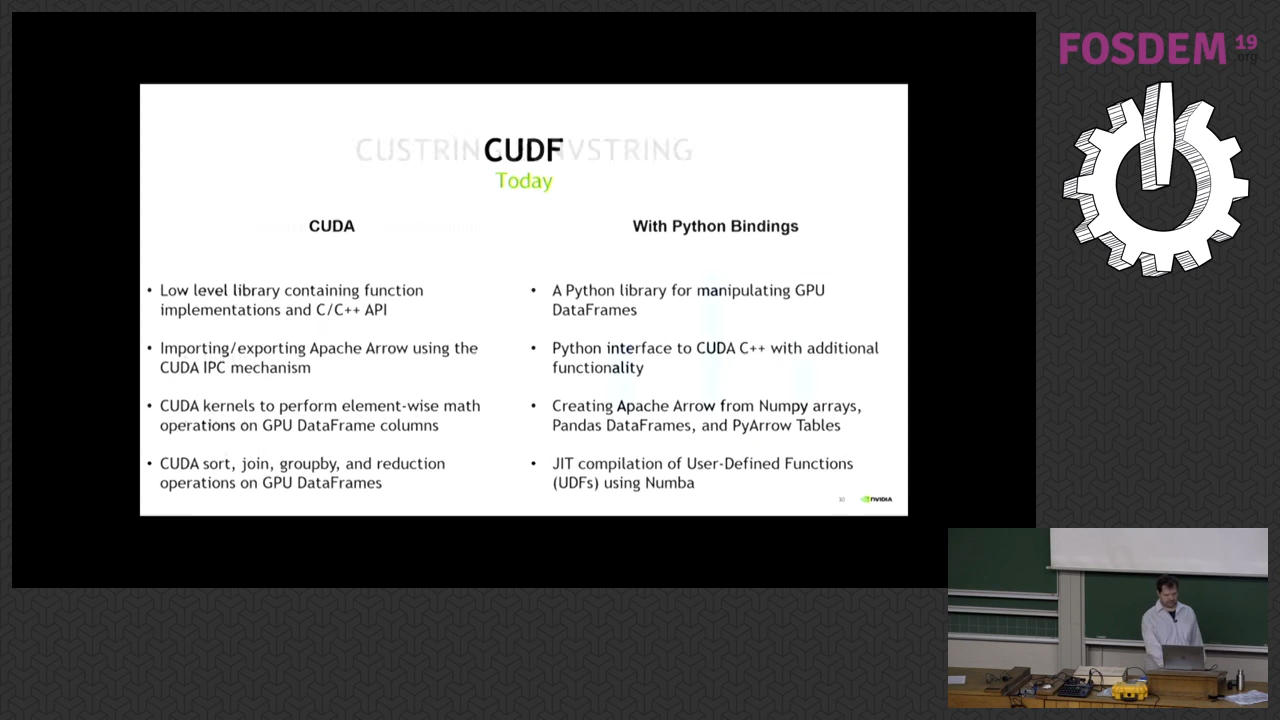 FOSDEM 19
.org
CUDF
Today
CUDA
With Python Bindings
• Low level library containing function
implementations and C/C++ API
• Importing/exporting Apache Arrow using the
CUDA IPC mechanism
• CUDA kernels to perform element-wise math
operations on GPU DataFrame columns
• CUDA sort, join, groupby, and reduction
operations on GPU DataFrames
• A Python library for manipulating GPU
DataFrames
• Python interface to CUDA C++ with additional
functionality
• Creating Apache Arrow from Numpy arrays,
Pandas DataFrames, and PyArrow Tables
• JIT compilation of User-Defined Functions
(UDFs) using Numba
30
NVIDIA